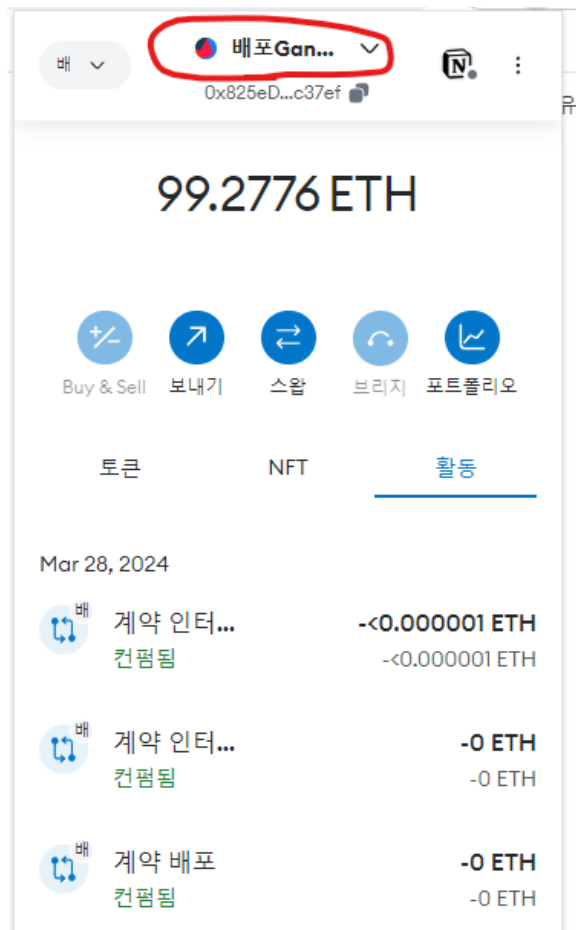 배
배포Gan...
0x825eD...c37ef
유
99.2776 ETH
Buy & Sell 보내기 스왑 브리지 포트폴리오
토큰 NFT 활동
Mar 28, 2024
배
계약 인터... -<0.000001 ETH
컨펌됨 -<0.000001 ETH
배
계약 인터... -0 ETH
컨펌됨 -0 ETH
배
계약 배포 -0 ETH
컨펌됨 -0 ETH